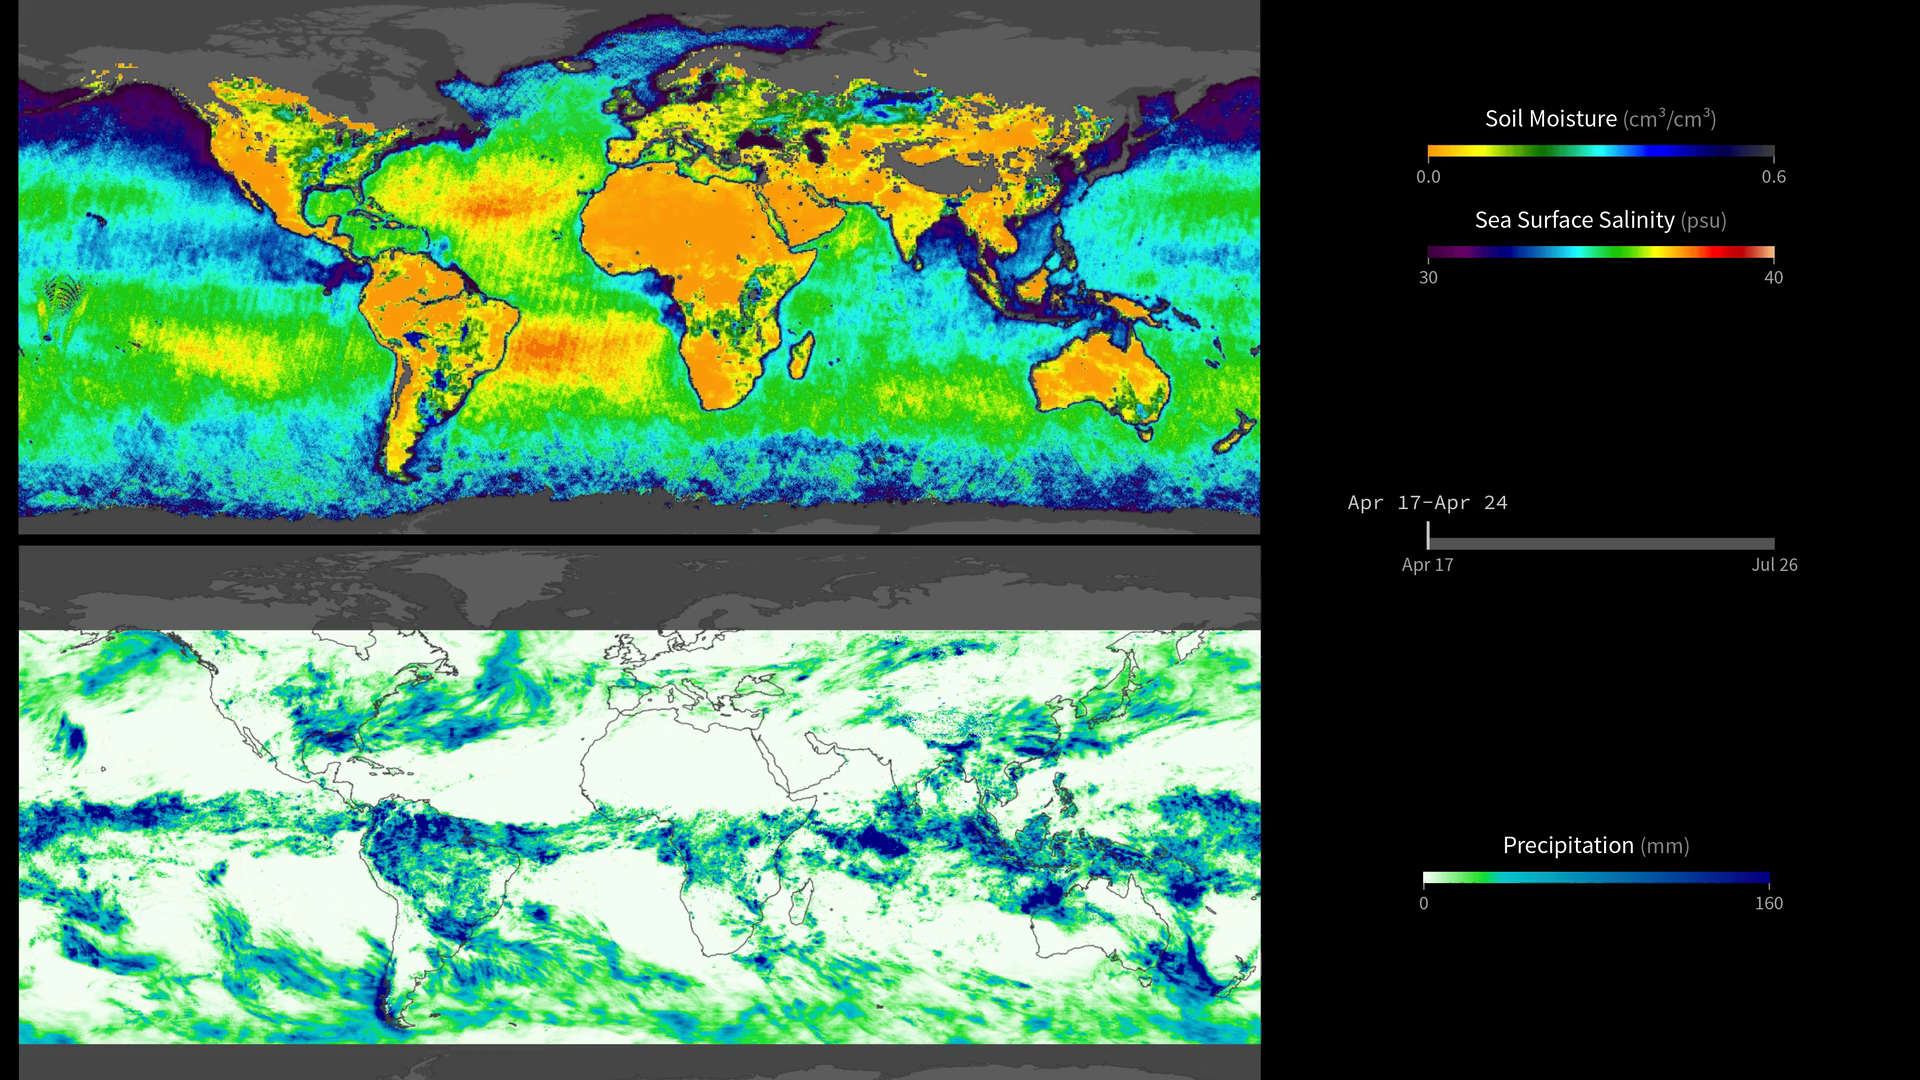 Soil Moisture (cm³/cm³)
0.0 0.6
Sea Surface Salinity (psu)
30 40
Apr 17-Apr 24
Apr 17 Jul 26
Precipitation (mm)
0 160